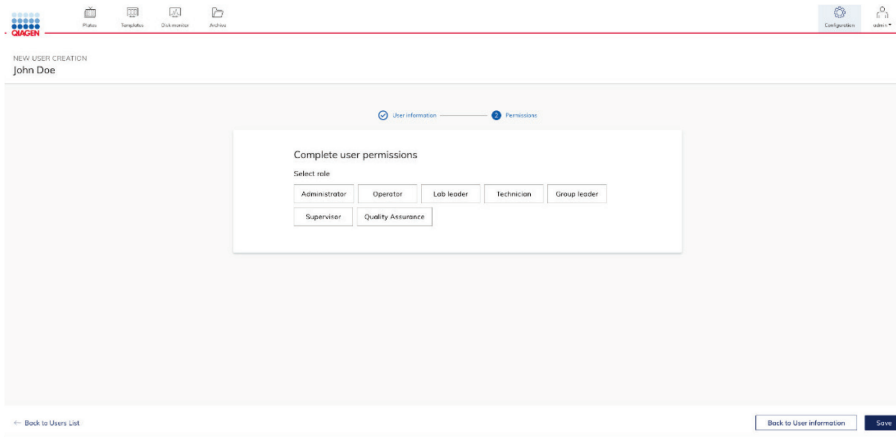 Plates Templates Disk monitor Archive Configuration admin
QIAGEN
NEW USER CREATION
John Doe
User information 2 Permissions
Complete user permissions
Select role
Administrator Operator Lab leader Technician Group leader
Supervisor Quality Assurance
← Back to Users List Back to User information Save